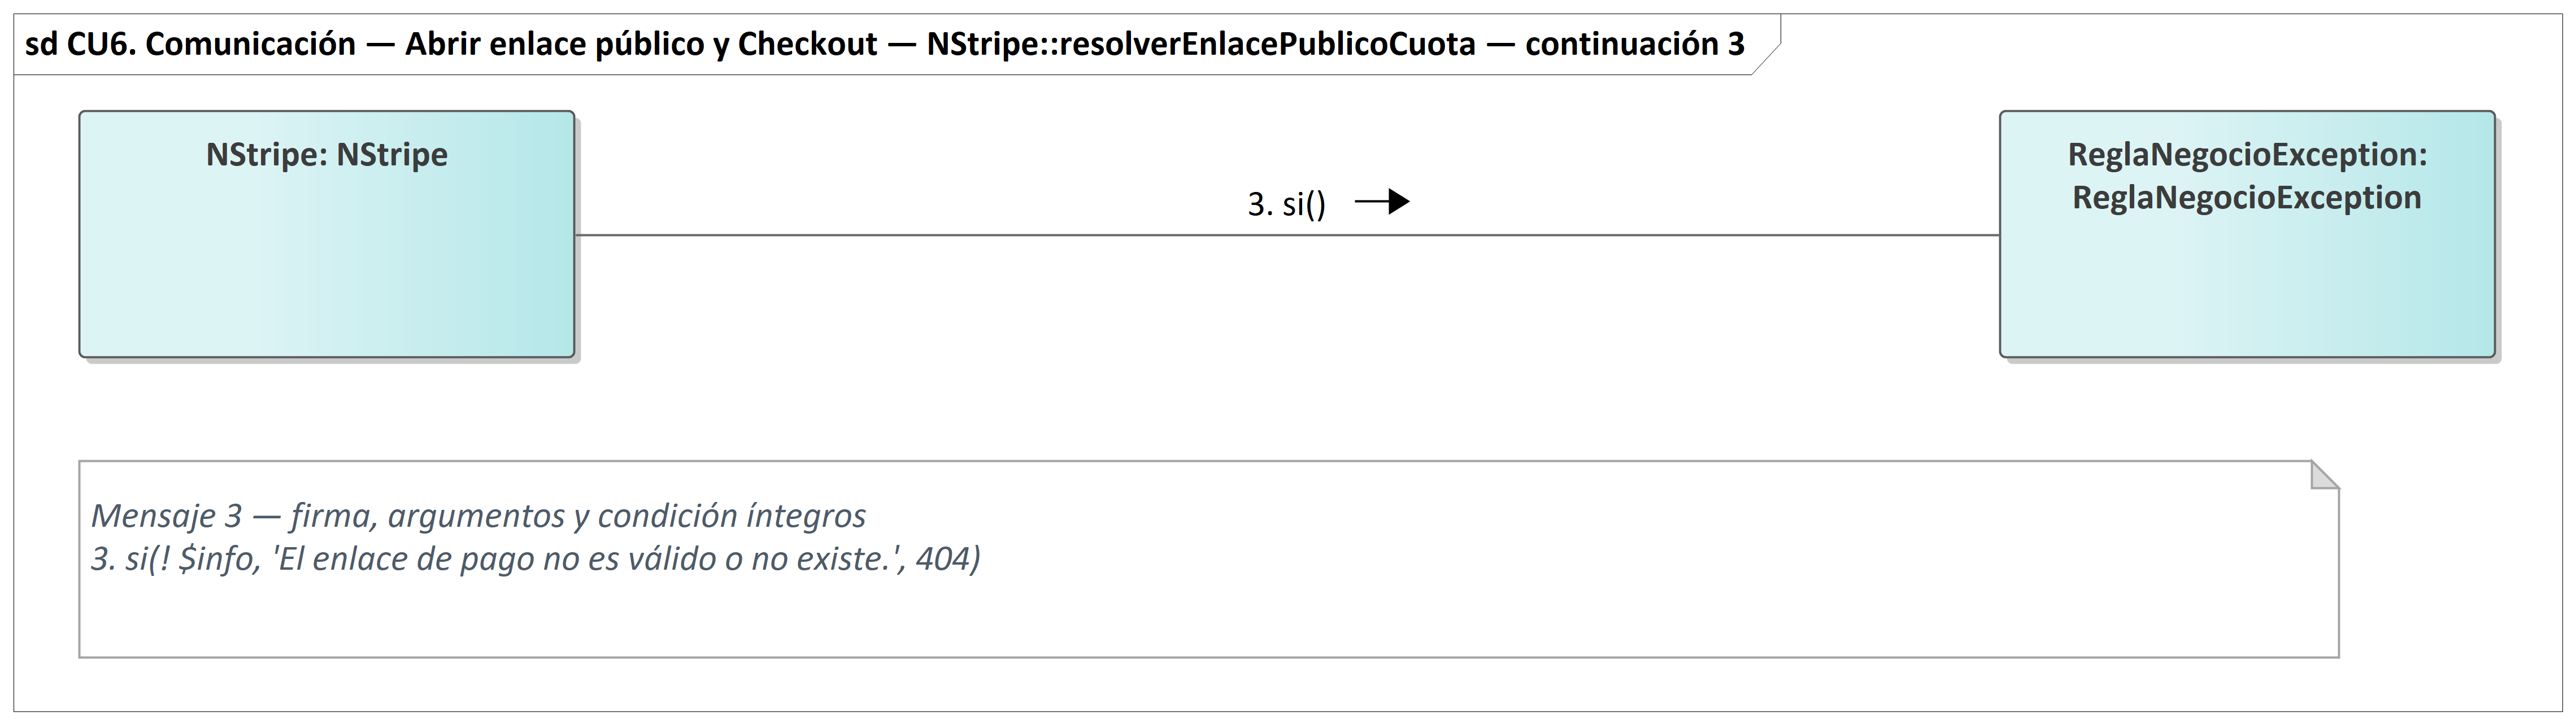 sd CU6. Comunicación — Abrir enlace público y Checkout — NStripe::resolverEnlacePublicoCuota — continuación 3
NStripe: NStripe
ReglaNegocioException:
ReglaNegocioException
3. si()
Mensaje 3 — firma, argumentos y condición íntegros
3. si(! $info, 'El enlace de pago no es válido o no existe.', 404)